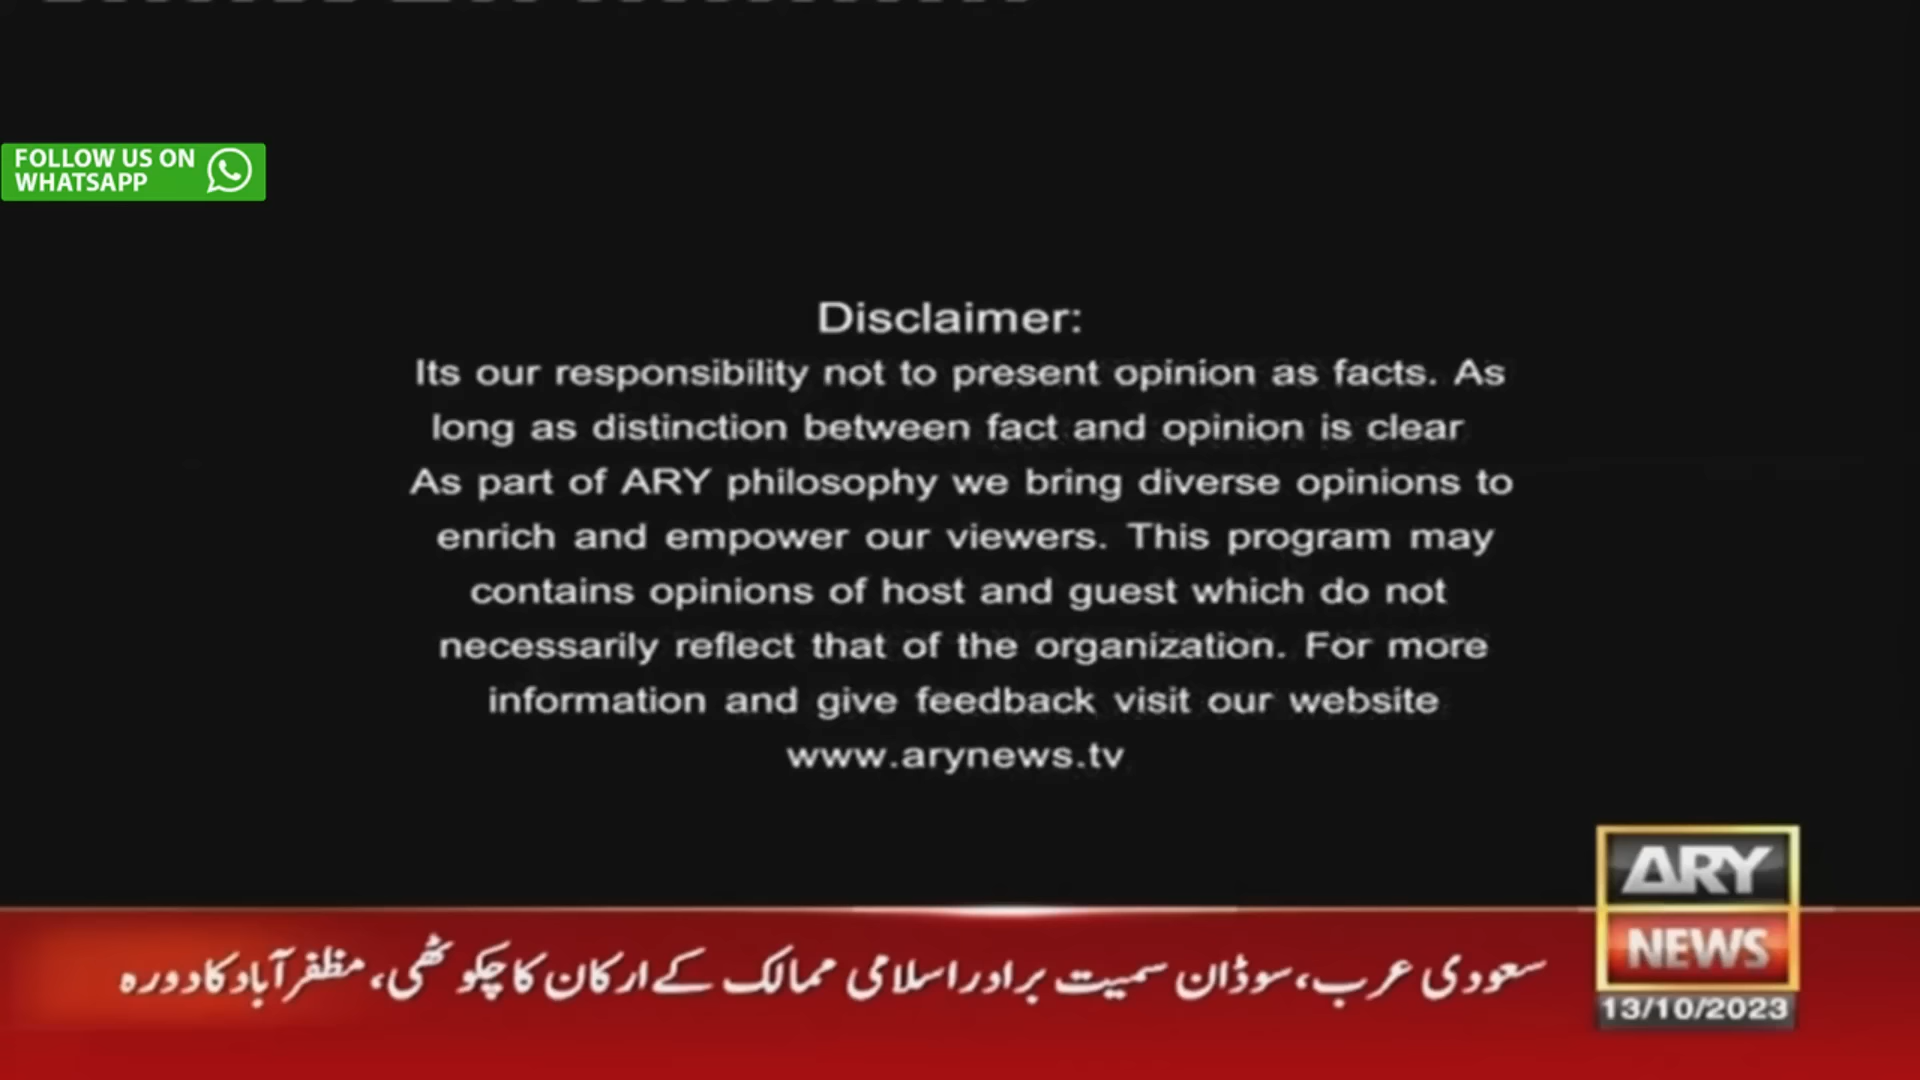 FOLLOW US ON
WHATSAPP
Disclaimer:
Its our responsibility not to present opinion as facts. As
long as distinction between fact and opinion is clear
As part of ARY philosophy we bring diverse opinions to
enrich and empower our viewers. This program may
contains opinions of host and guest which do not
necessarily reflect that of the organization. For more
information and give feedback visit our website
www.arynews.tv
ARY
NEWS
13/10/2023
سعودی عرب، سوڈان سمیت برادر اسلامی ممالک کے ارکان کا چکوٹھی، مظفرآباد کا دورہ